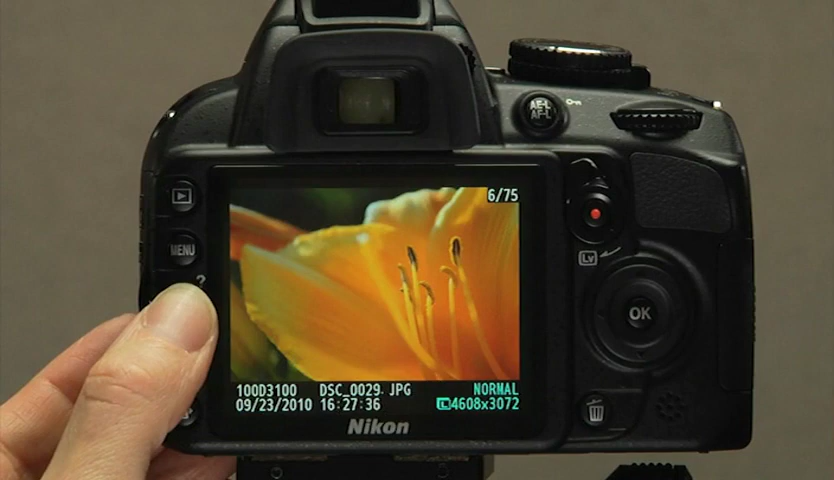 AE-L
AF-L
6/75
MENU
?
Lv
OK
100D3100 DSC_0029.JPG NORMAL
09/23/2010 16:27:36 L 4608x3072
Nikon